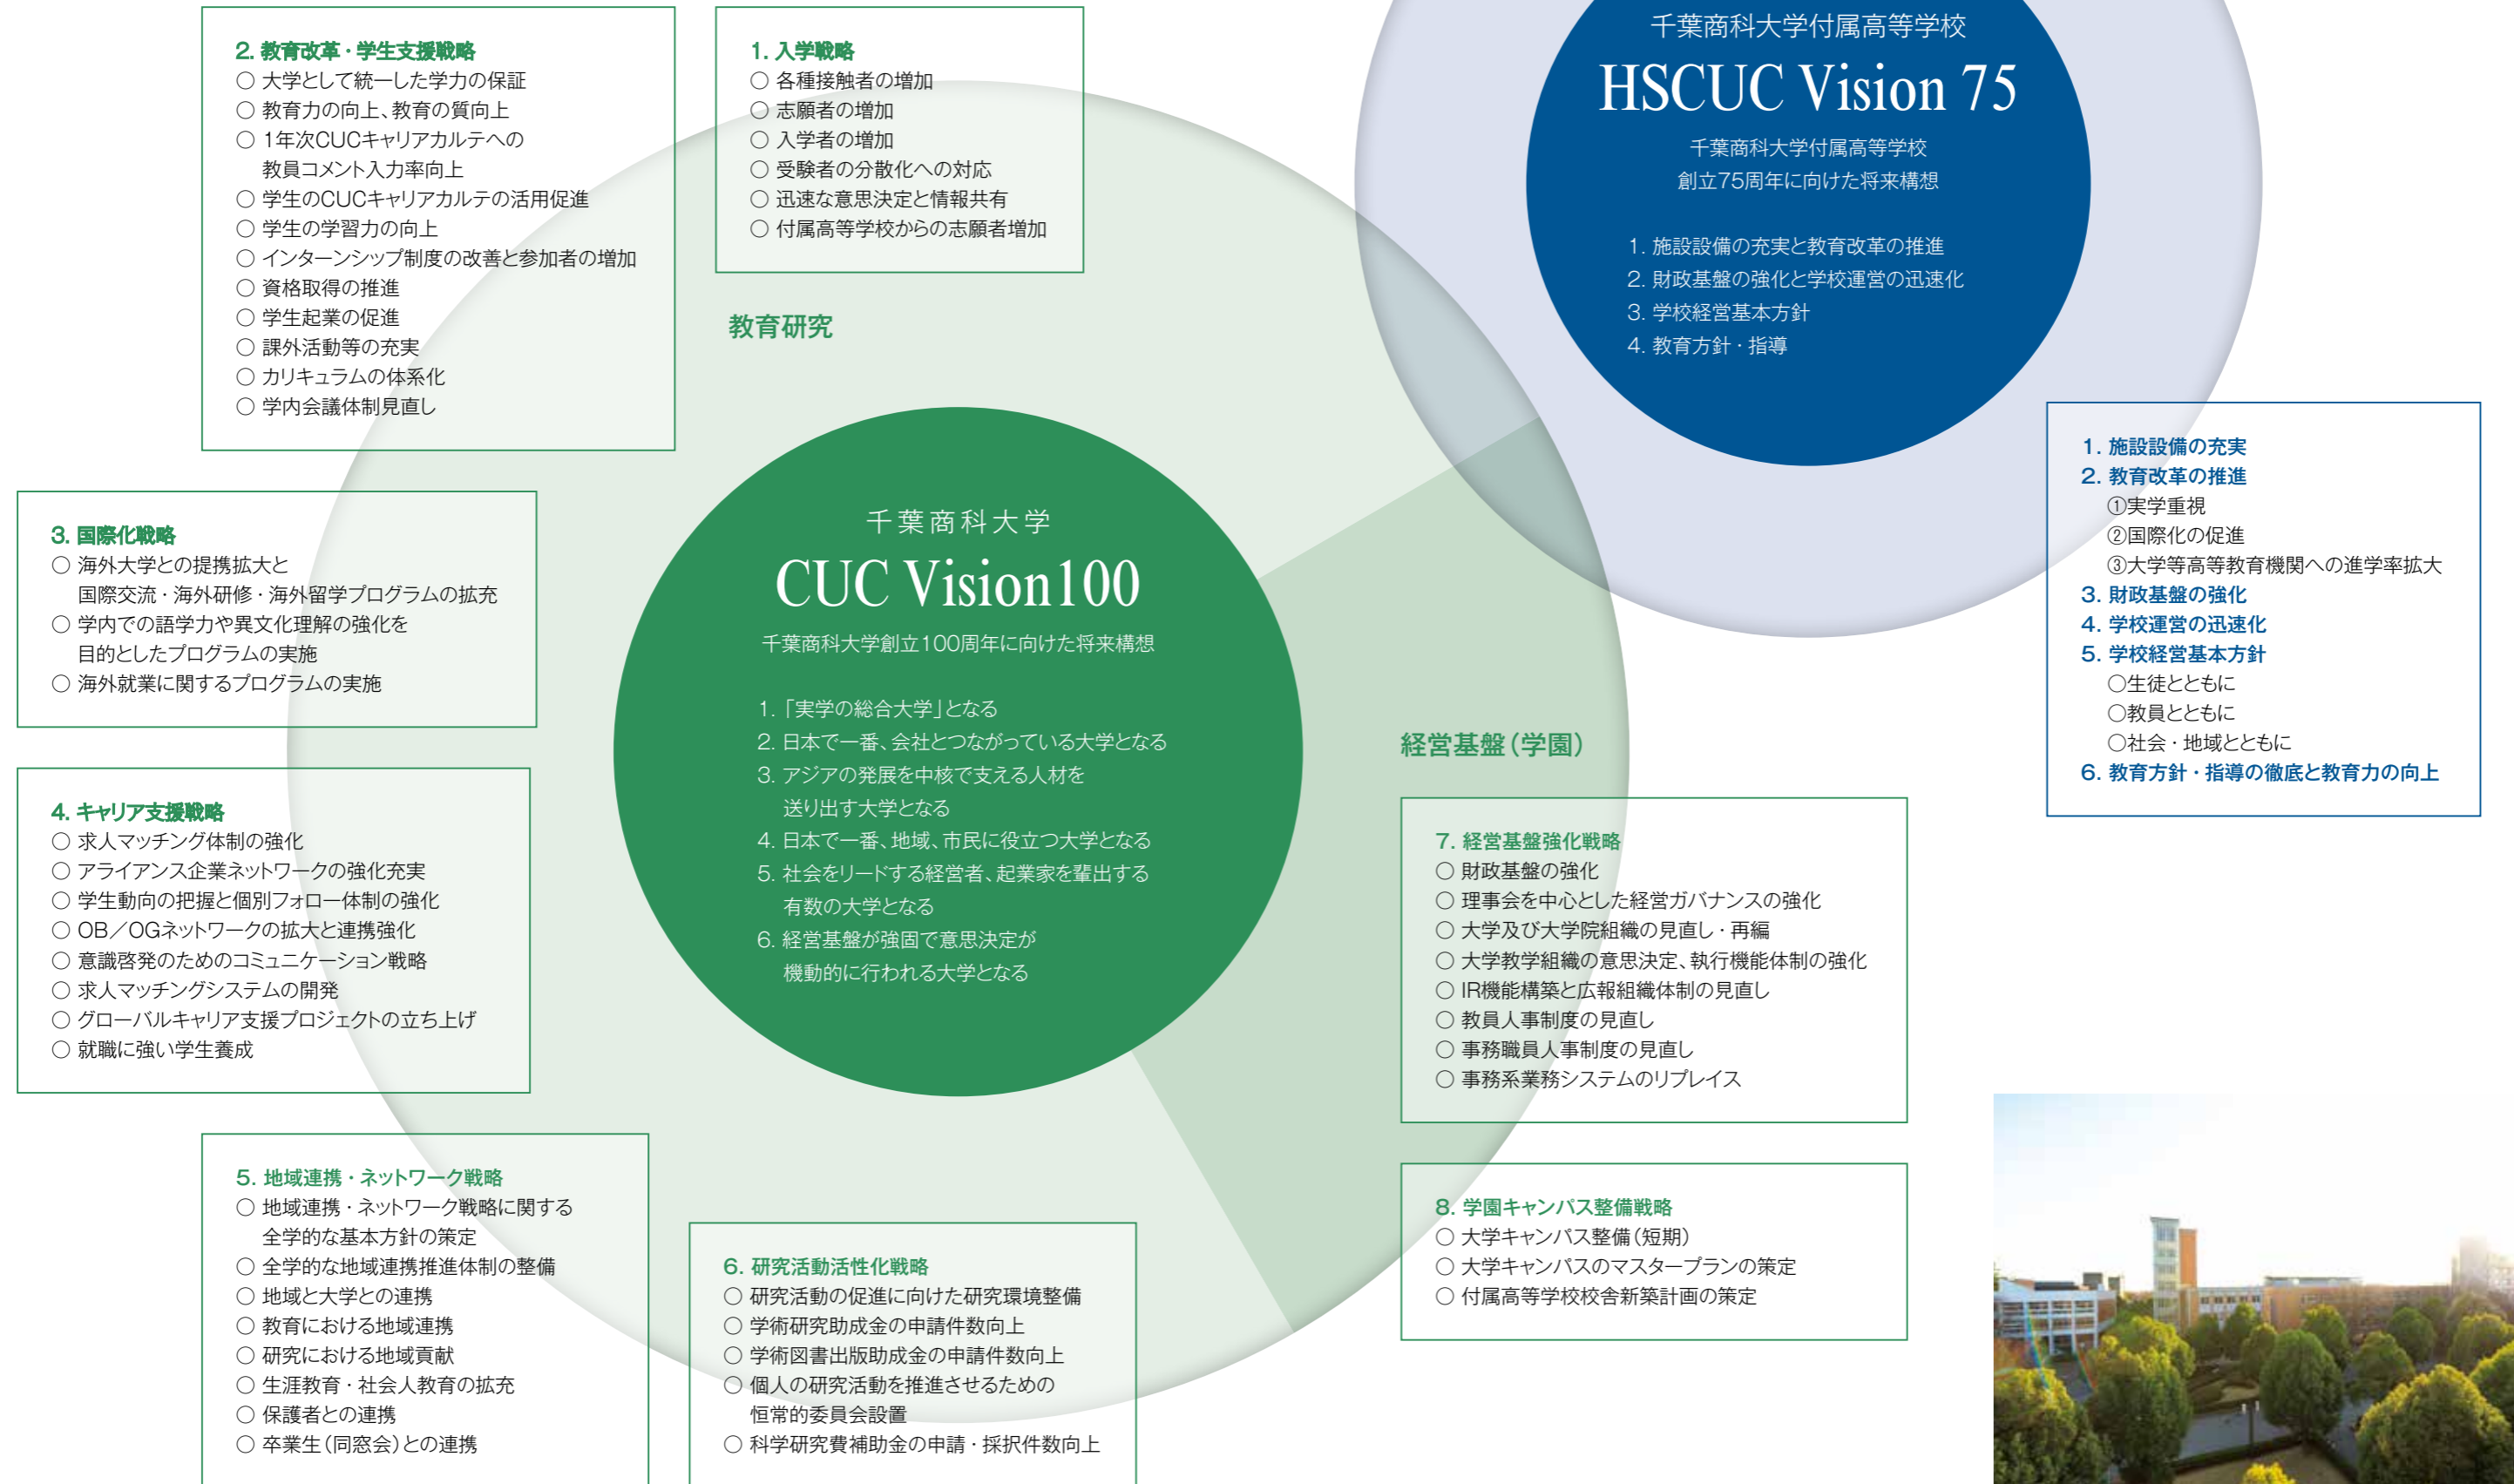 2. 教育改革・学生支援戦略
○ 大学として統一した学力の保証
○ 教育力の向上、教育の質向上
○ 1年次CUCキャリアカルテへの
教員コメント入力率向上
○ 学生のCUCキャリアカルテの活用促進
○ 学生の学習力の向上
○ インターンシップ制度の改善と参加者の増加
○ 資格取得の推進
○ 学生起業の促進
○ 課外活動等の充実
○ カリキュラムの体系化
○ 学内会議体制見直し
1. 入学戦略
○ 各種接触者の増加
○ 志願者の増加
○ 入学者の増加
○ 受験者の分散化への対応
○ 迅速な意思決定と情報共有
○ 付属高等学校からの志願者増加
教育研究
千葉商科大学付属高等学校
HSCUC Vision 75
千葉商科大学付属高等学校
創立75周年に向けた将来構想
1. 施設設備の充実と教育改革の推進
2. 財政基盤の強化と学校運営の迅速化
3. 学校経営基本方針
4. 教育方針・指導
1. 施設設備の充実
2. 教育改革の推進
①実学重視
②国際化の促進
③大学等高等教育機関への進学率拡大
3. 財政基盤の強化
4. 学校運営の迅速化
5. 学校経営基本方針
○生徒とともに
○教員とともに
○社会・地域とともに
6. 教育方針・指導の徹底と教育力の向上
3. 国際化戦略
○ 海外大学との提携拡大と
国際交流・海外研修・海外留学プログラムの拡充
○ 学内での語学力や異文化理解の強化を
目的としたプログラムの実施
○ 海外就業に関するプログラムの実施
千葉商科大学
CUC Vision100
千葉商科大学創立100周年に向けた将来構想
1.「実学の総合大学」となる
2. 日本で一番、会社とつながっている大学となる
3. アジアの発展を中核で支える人材を
送り出す大学となる
4. 日本で一番、地域、市民に役立つ大学となる
5. 社会をリードする経営者、起業家を輩出する
有数の大学となる
6. 経営基盤が強固で意思決定が
機動的に行われる大学となる
4. キャリア支援戦略
○ 求人マッチング体制の強化
○ アライアンス企業ネットワークの強化充実
○ 学生動向の把握と個別フォロー体制の強化
○ OB／OGネットワークの拡大と連携強化
○ 意識啓発のためのコミュニケーション戦略
○ 求人マッチングシステムの開発
○ グローバルキャリア支援プロジェクトの立ち上げ
○ 就職に強い学生養成
経営基盤（学園）
7. 経営基盤強化戦略
○ 財政基盤の強化
○ 理事会を中心とした経営ガバナンスの強化
○ 大学及び大学院組織の見直し・再編
○ 大学教学組織の意思決定、執行機能体制の強化
○ IR機能構築と広報組織体制の見直し
○ 教員人事制度の見直し
○ 事務職員人事制度の見直し
○ 事務系業務システムのリプレイス
5. 地域連携・ネットワーク戦略
○ 地域連携・ネットワーク戦略に関する
全学的な基本方針の策定
○ 全学的な地域連携推進体制の整備
○ 地域と大学との連携
○ 教育における地域連携
○ 研究における地域貢献
○ 生涯教育・社会人教育の拡充
○ 保護者との連携
○ 卒業生（同窓会）との連携
6. 研究活動活性化戦略
○ 研究活動の促進に向けた研究環境整備
○ 学術研究助成金の申請件数向上
○ 学術図書出版助成金の申請件数向上
○ 個人の研究活動を推進させるための
恒常的委員会設置
○ 科学研究費補助金の申請・採択件数向上
8. 学園キャンパス整備戦略
○ 大学キャンパス整備（短期）
○ 大学キャンパスのマスタープランの策定
○ 付属高等学校校舎新築計画の策定